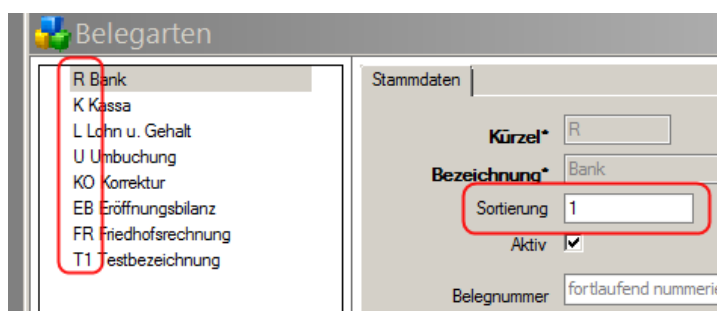 Belegarten
R Bank
K Kassa
L Lohn u. Gehalt
U Umbuchung
KO Korrektur
EB Eröffnungsbilanz
FR Friedhofsrechnung
T1 Testbezeichnung
Stammdaten
Kürzel* R
Bezeichnung* Bank
Sortierung 1
Aktiv
Belegnummer fortlaufend nummerie